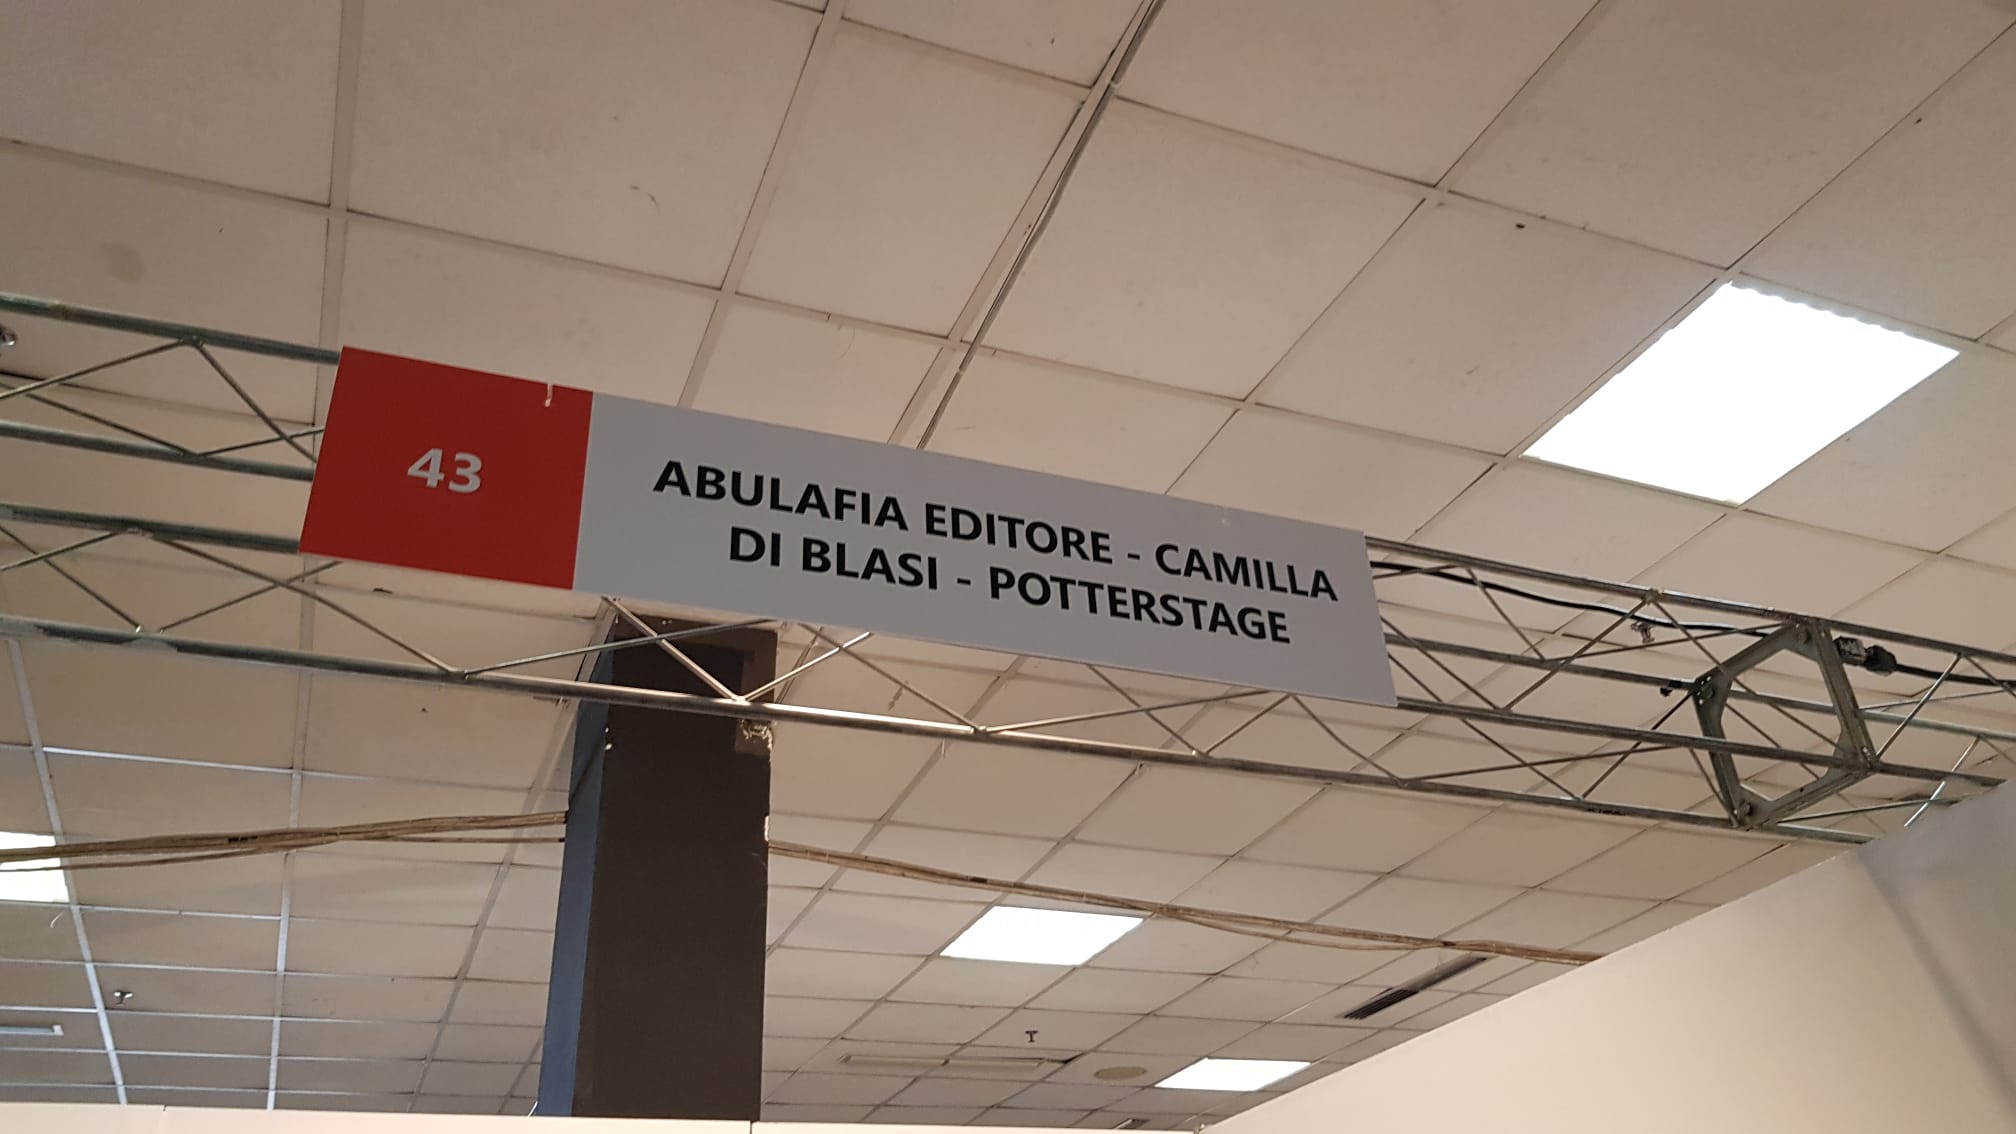 43
ABULAFIA EDITORE - CAMILLA
DI BLASI - POTTERSTAGE